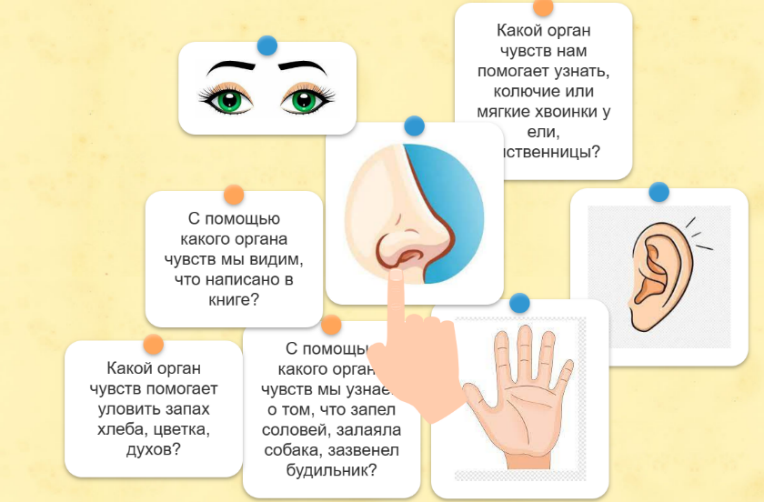 Какой орган
чувств нам
помогает узнать,
колючие или
мягкие хвоинки у
ели,
С помощью
какого органа
чувств мы видим,
что написано в
книге?
Какой орган
чувств помогает
уловить запах
хлеба, цветка,
духов?
С
какого
чувств мы
о том, что запел
соловей, залаяла
собака, зазвенел
будильник?